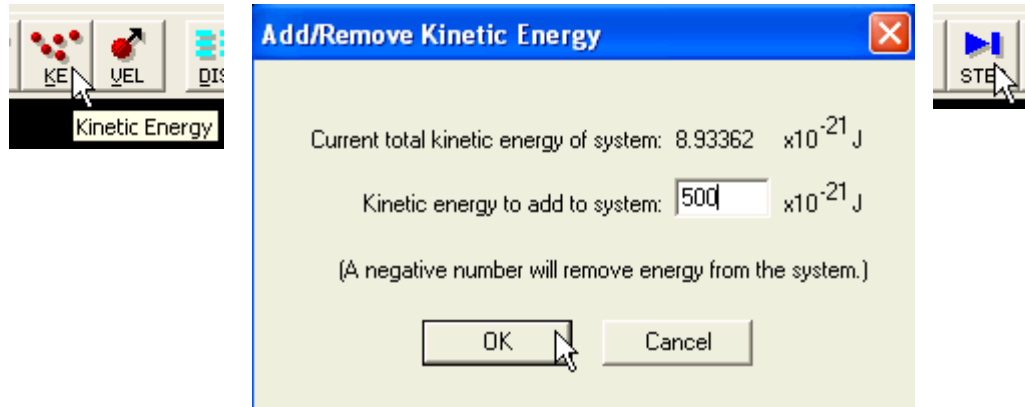 KE VEL DIS
Kinetic Energy
Add/Remove Kinetic Energy
Current total kinetic energy of system: 8.93362 x10^-21 J
Kinetic energy to add to system: 500 x10^-21 J
(A negative number will remove energy from the system.)
OK Cancel
STE